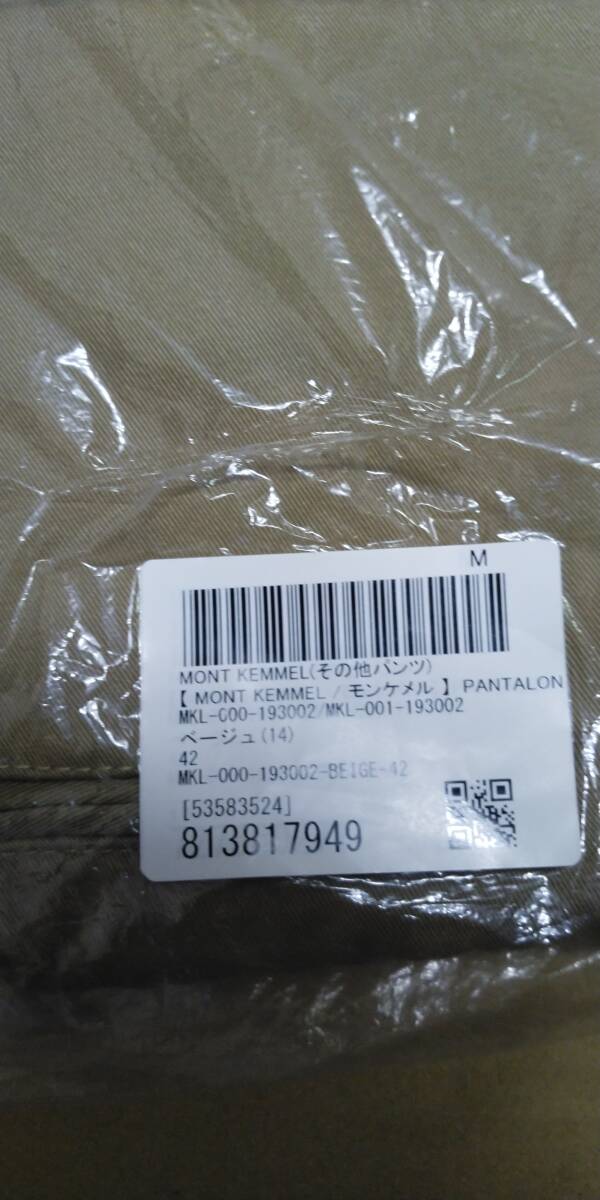 M
MONT KEMMEL(その他パンツ)
【 MONT KEMMEL / モンケメル 】 PANTALON
MKL-000-193002/MKL-001-193002
ベージュ(14)
42
MKL-000-193002-BEIGE-42
[53583524]
813817949